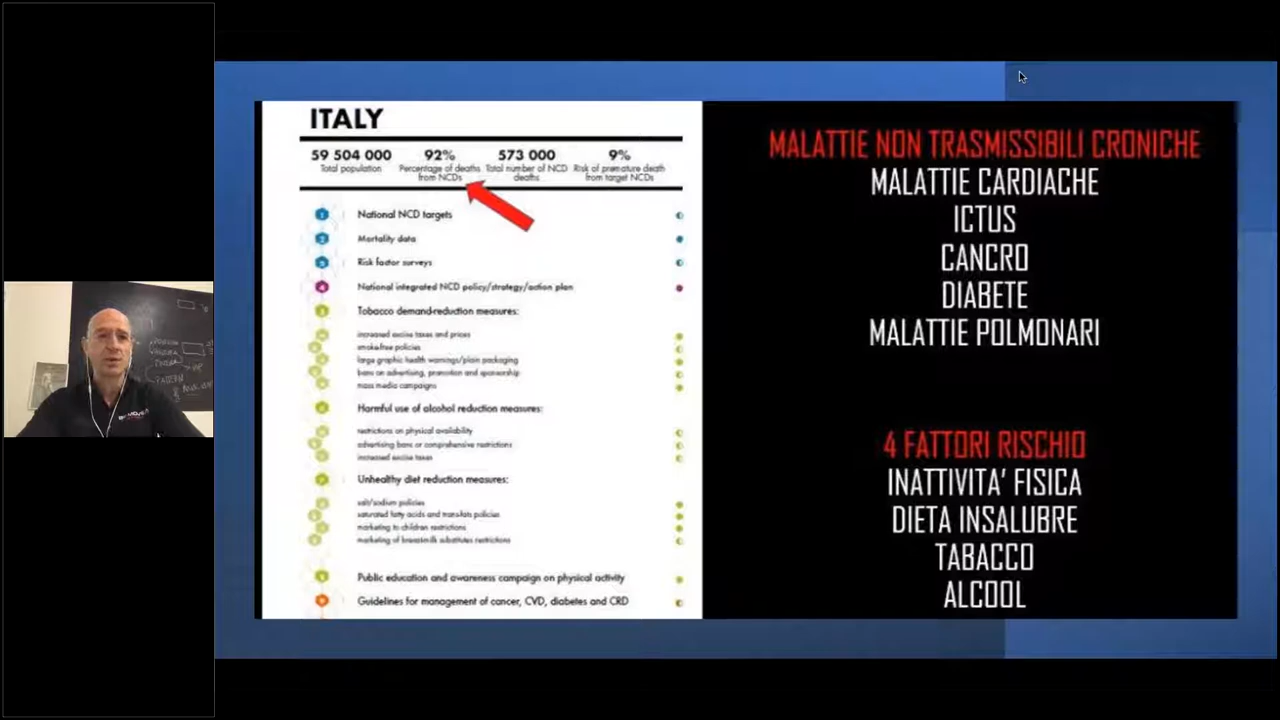 ITALY
59 504 000 92% 573 000 9%
Total population Percentage of deaths Total number of NCD Risk of premature death
from NCDs deaths from target NCDs
1 National NCD targets
2 Mortality data
3 Risk factor surveys
4 National integrated NCD policy/strategy/action plan
Tobacco demand-reduction measures:
increased excise taxes and prices
smoke-free policies
large graphic health warnings/plain packaging
bans on advertising, promotion and sponsorship
mass media campaigns
Harmful use of alcohol reduction measures:
restrictions on physical availability
advertising bans or comprehensive restrictions
increased excise taxes
Unhealthy diet reduction measures:
salt/sodium policies
saturated fatty acids and trans-fats policies
marketing to children restrictions
marketing of breastmilk substitutes restrictions
Public education and awareness campaign on physical activity
Guidelines for management of cancer, CVD, diabetes and CRD
MALATTIE NON TRASMISSIBILI CRONICHE
MALATTIE CARDIACHE
ICTUS
CANCRO
DIABETE
MALATTIE POLMONARI
4 FATTORI RISCHIO
INATTIVITA' FISICA
DIETA INSALUBRE
TABACCO
ALCOOL